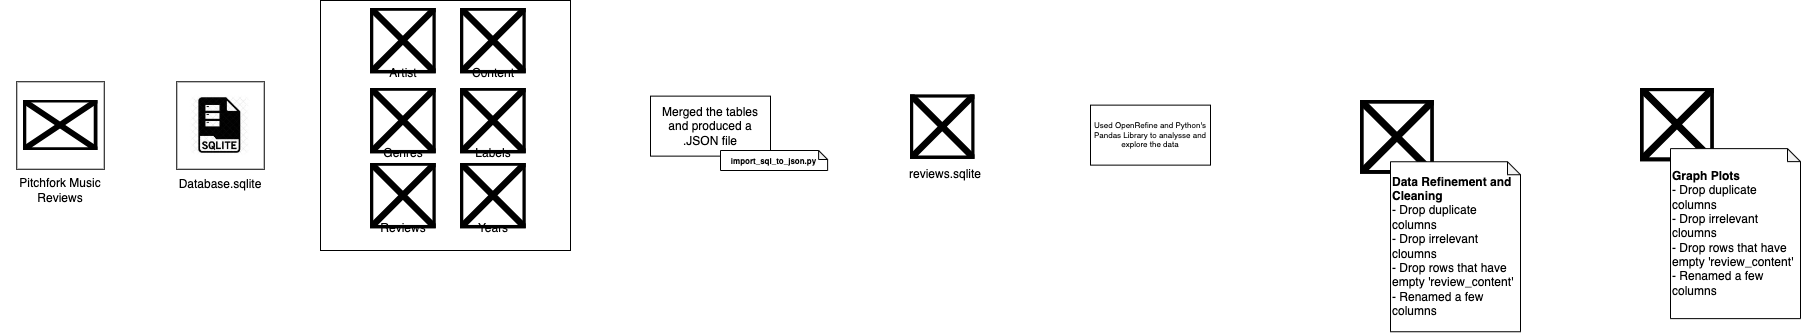 Pitchfork Music
Reviews
SQLITE
Database.sqlite
Artist
Content
Genres
Labels
Reviews
Years
Merged the tables
and produced a
.JSON file
import_sql_to_json.py
reviews.sqlite
Used OpenRefine and Python's
Pandas Library to analysse and
explore the data
Data Refinement and
Cleaning
- Drop duplicate
columns
- Drop irrelevant
cloumns
- Drop rows that have
empty 'review_content'
- Renamed a few
columns
Graph Plots
- Drop duplicate
columns
- Drop irrelevant
cloumns
- Drop rows that have
empty 'review_content'
- Renamed a few
columns